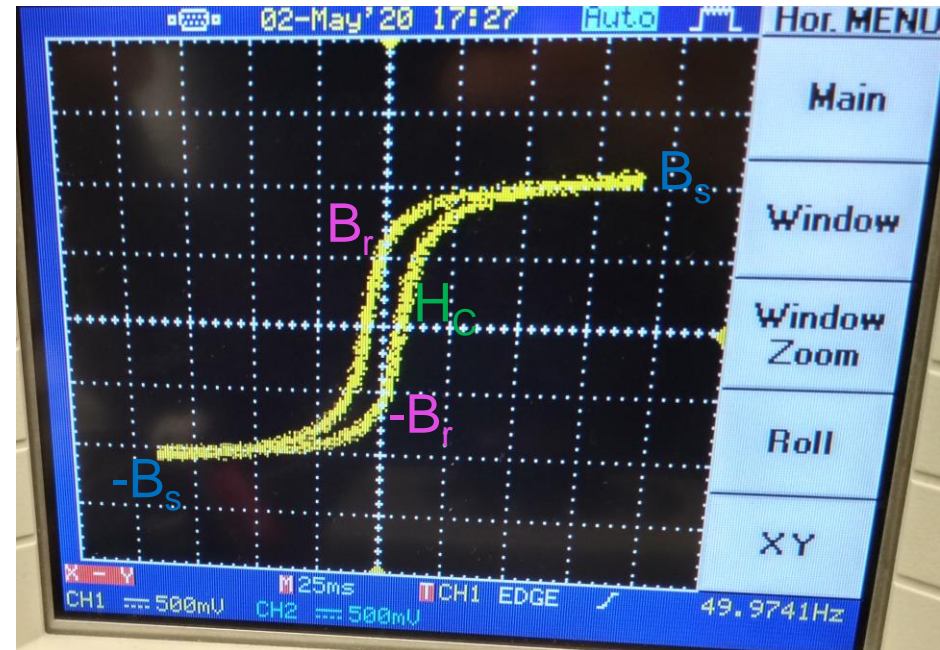 02-May'20 17:27 Auto Hor. MENU
Main
Window
Window
Zoom
Roll
XY
Bs
Br
HC
-Br
-Bs
X - Y
M 25ms
T CH1 EDGE
CH1 500mV
CH2 500mV
49.9741Hz